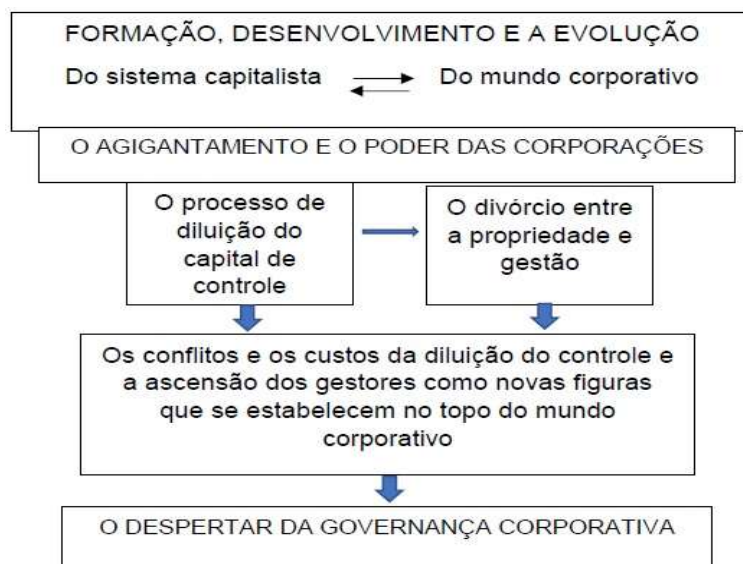 FORMAÇÃO, DESENVOLVIMENTO E A EVOLUÇÃO
Do sistema capitalista
Do mundo corporativo
O AGIGANTAMENTO E O PODER DAS CORPORAÇÕES
O processo de
diluição do
capital de
controle
O divórcio entre
a propriedade e
gestão
Os conflitos e os custos da diluição do controle e
a ascensão dos gestores como novas figuras
que se estabelecem no topo do mundo
corporativo
O DESPERTAR DA GOVERNANÇA CORPORATIVA